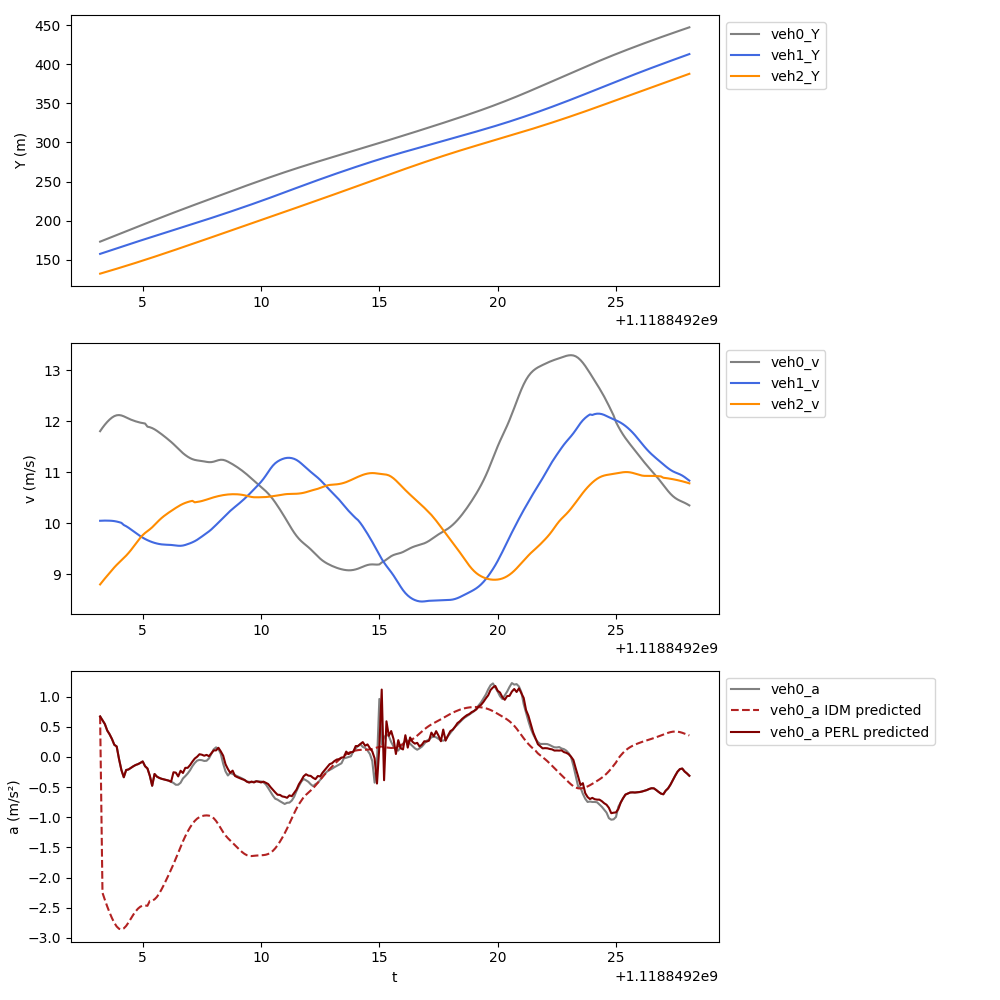 450
400
350
300
250
200
150
Y (m)
5 10 15 20 25
+1.1188492e9
veh0_Y
veh1_Y
veh2_Y
13
12
11
10
9
v (m/s)
5 10 15 20 25
+1.1188492e9
veh0_v
veh1_v
veh2_v
1.0
0.5
0.0
−0.5
−1.0
−1.5
−2.0
−2.5
−3.0
a (m/s²)
5 10 15 20 25
t
+1.1188492e9
veh0_a
veh0_a IDM predicted
veh0_a PERL predicted